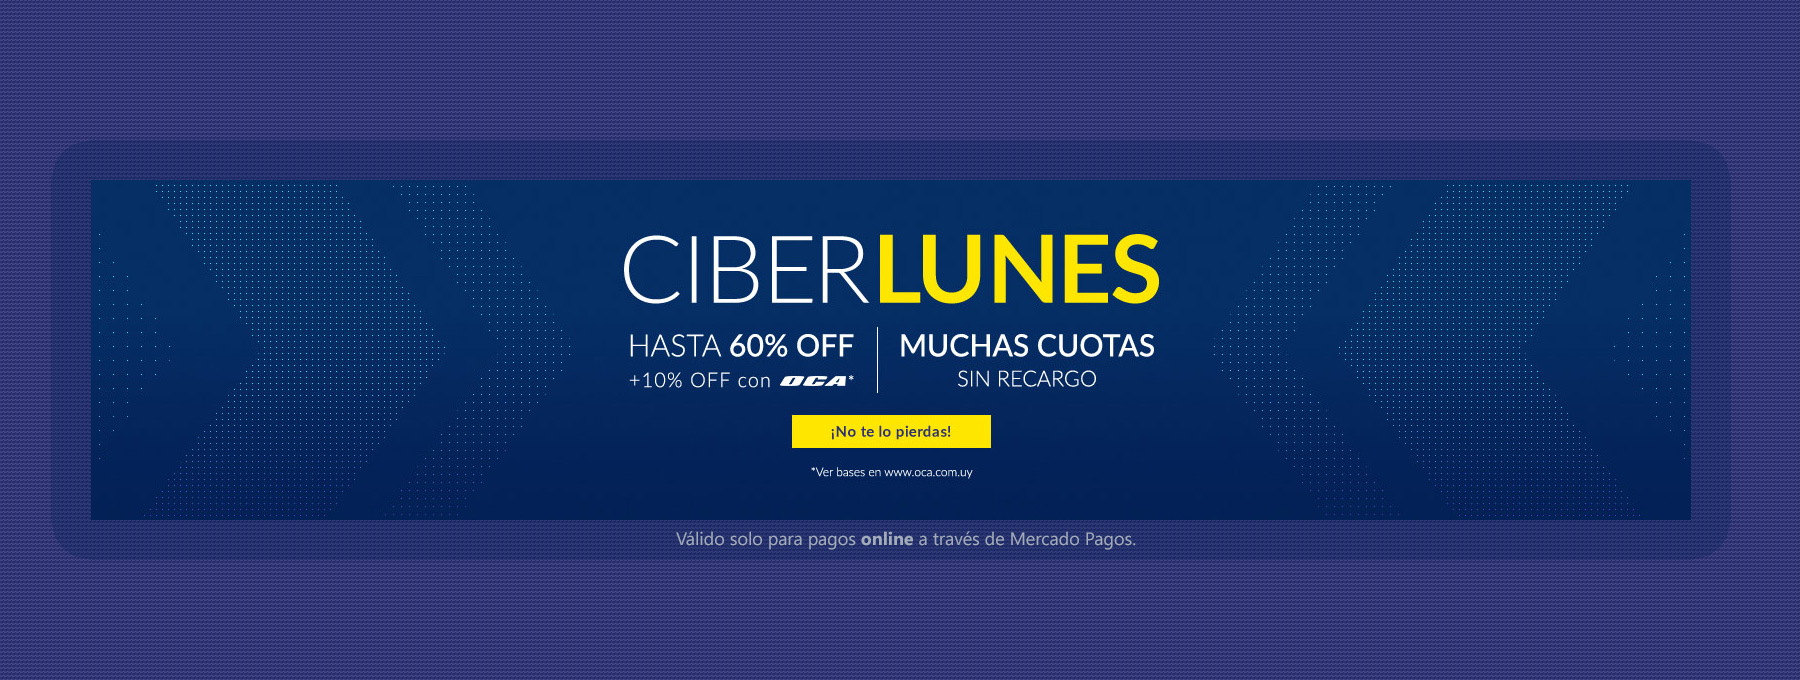 CIBERLUNES
HASTA 60% OFF
+10% OFF con OCA*
MUCHAS CUOTAS
SIN RECARGO
¡No te lo pierdas!
*Ver bases en www.oca.com.uy
Válido solo para pagos online a través de Mercado Pagos.